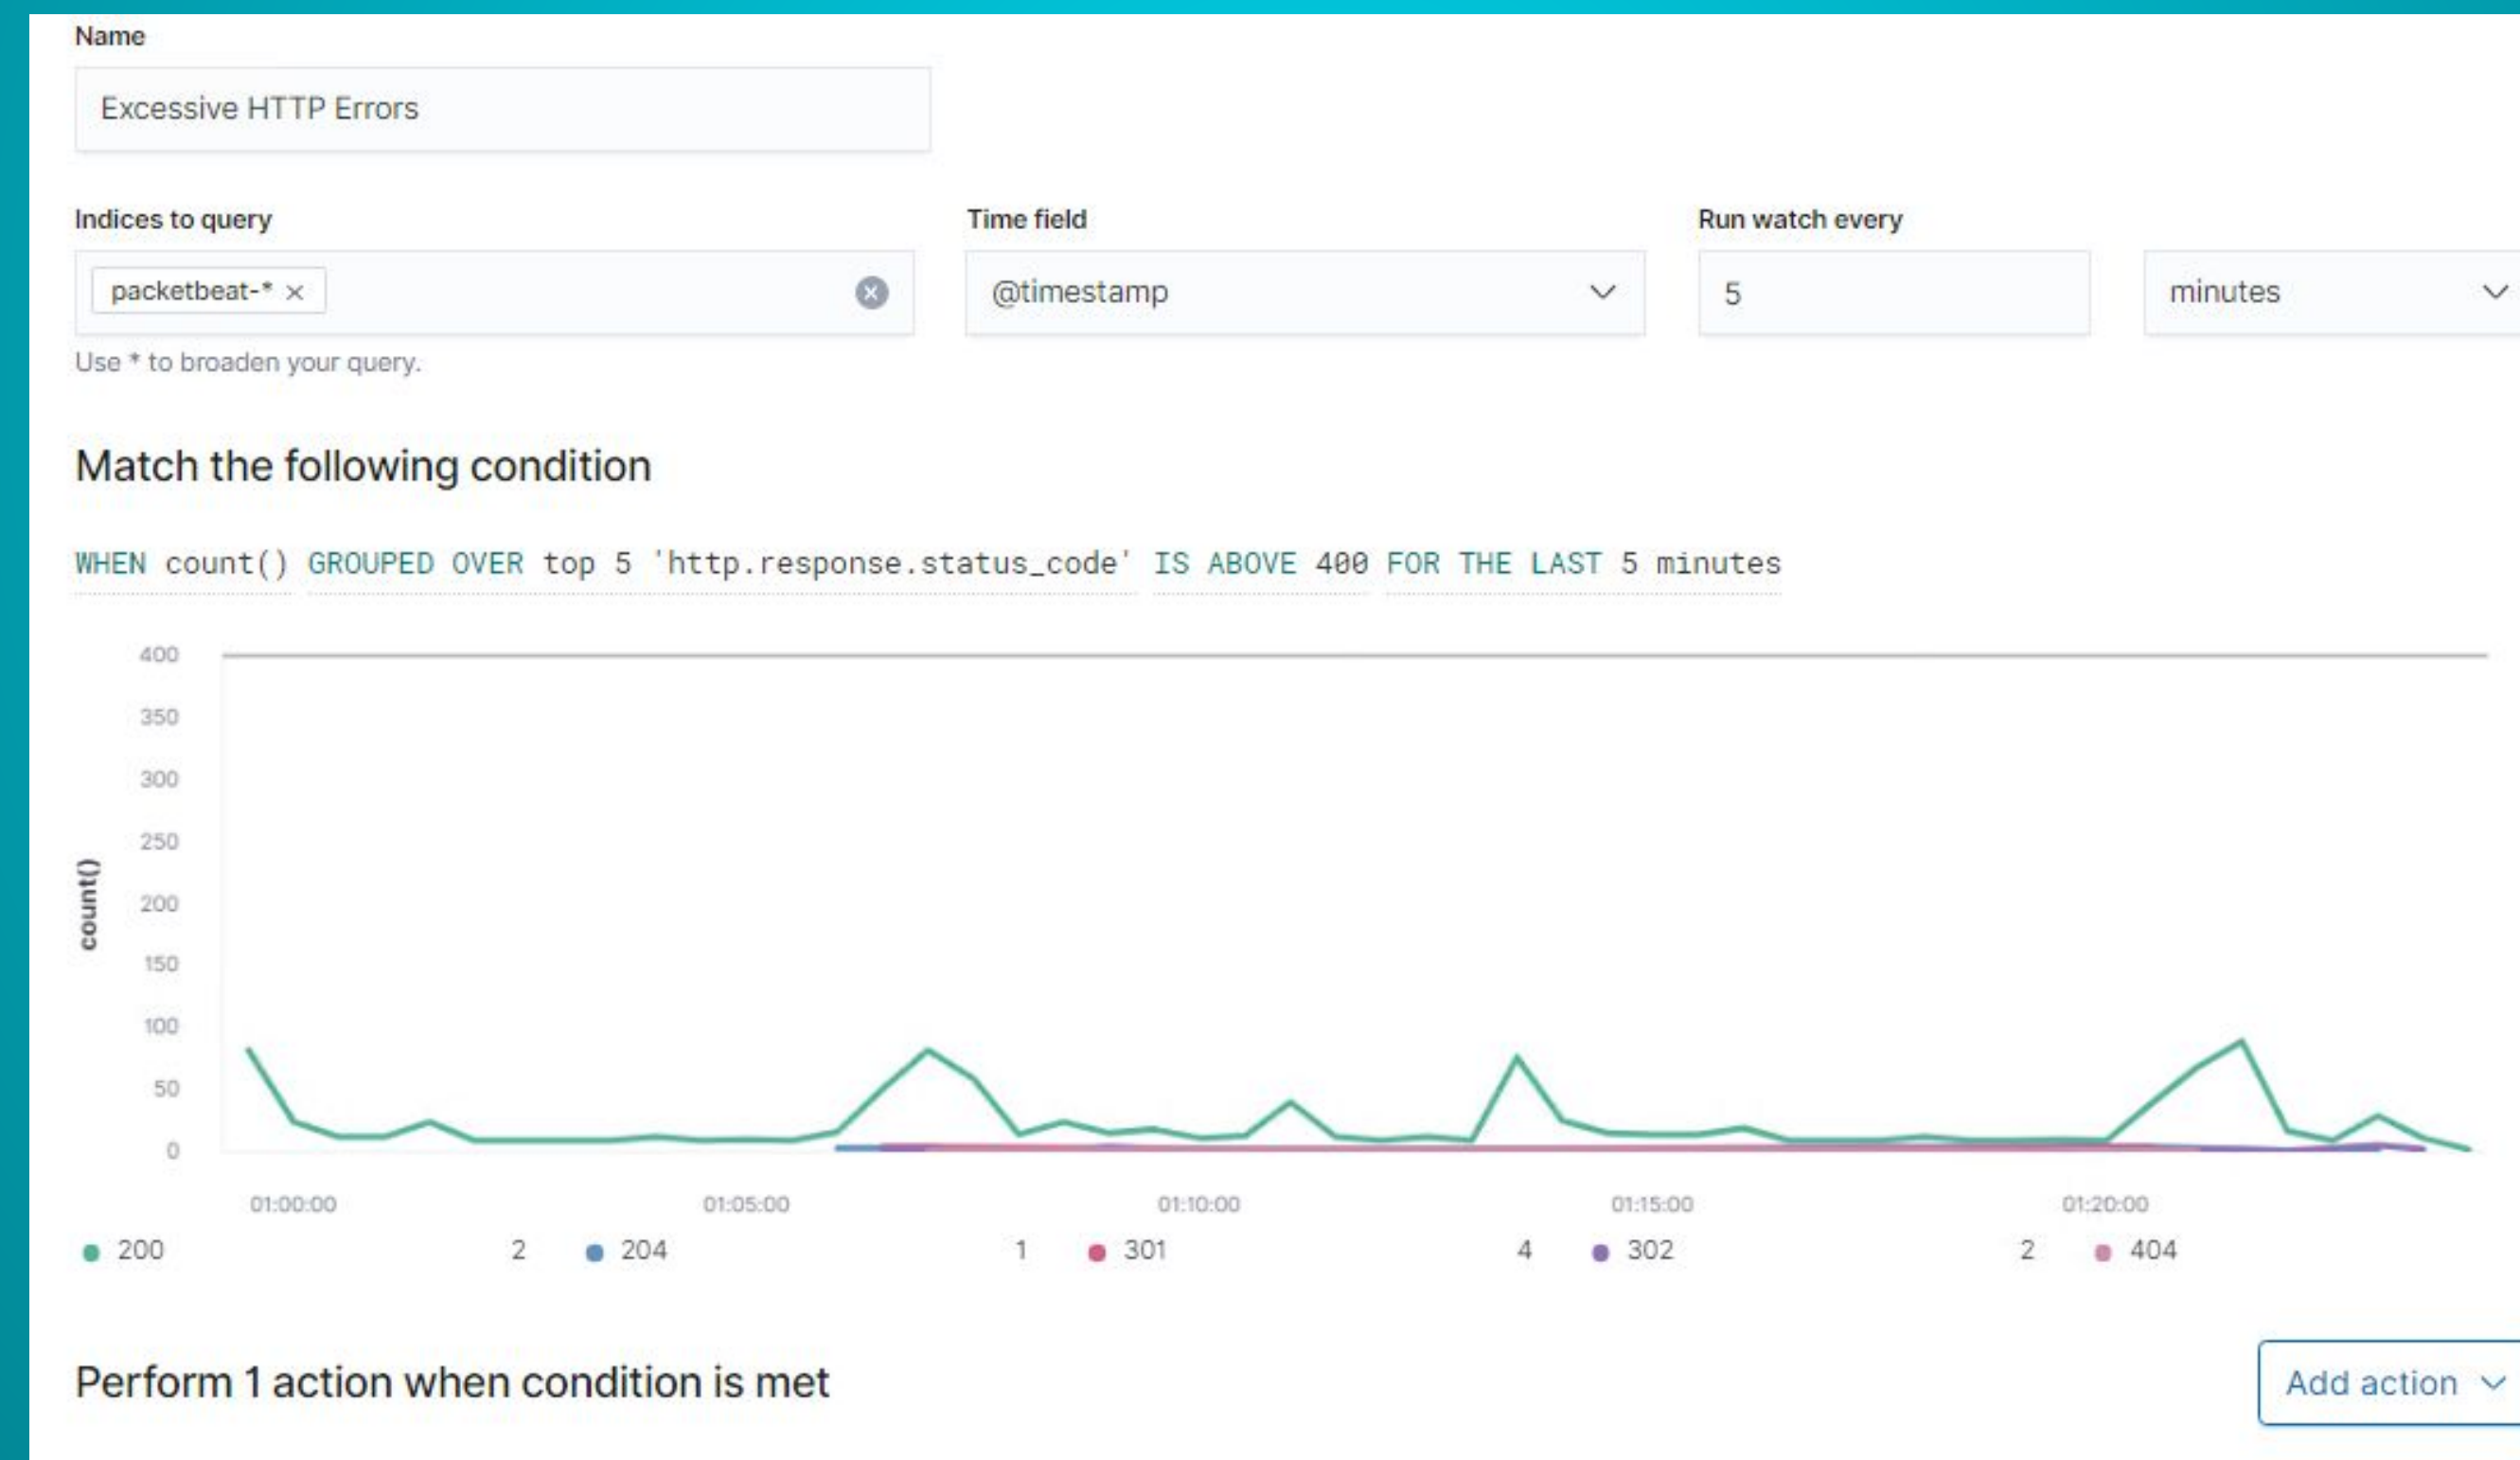 Name
Excessive HTTP Errors
Indices to query Time field Run watch every
packetbeat-* × @timestamp 5 minutes
Use * to broaden your query.
Match the following condition
WHEN count() GROUPED OVER top 5 'http.response.status_code' IS ABOVE 400 FOR THE LAST 5 minutes
400
350
300
250
200
150
100
50
0
count()
01:00:00 01:05:00 01:10:00 01:15:00 01:20:00
200 2 204 1 301 4 302 2 404
Perform 1 action when condition is met Add action